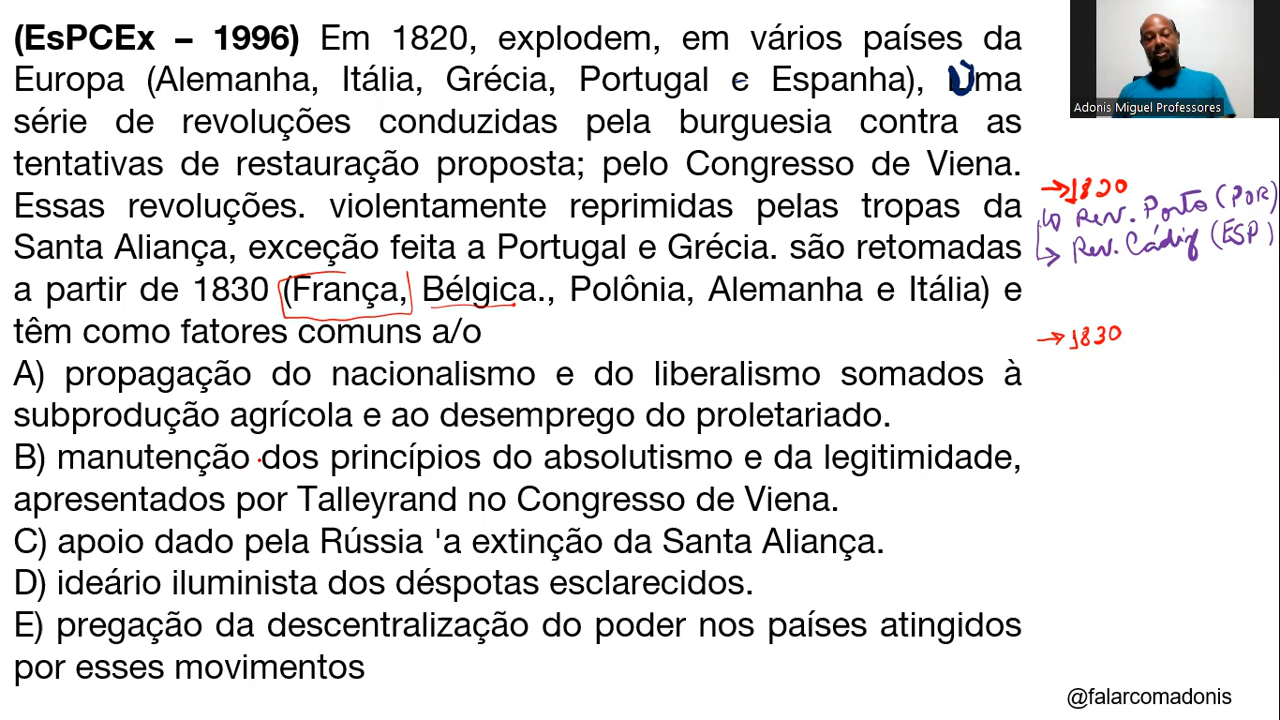 (EsPCEx – 1996) Em 1820, explodem, em vários países da
Europa (Alemanha, Itália, Grécia, Portugal e Espanha), Uma
série de revoluções conduzidas pela burguesia contra as
tentativas de restauração proposta; pelo Congresso de Viena.
Essas revoluções. violentamente reprimidas pelas tropas da
Santa Aliança, exceção feita a Portugal e Grécia. são retomadas
a partir de 1830 (França, Bélgica., Polônia, Alemanha e Itália) e
têm como fatores comuns a/o
A) propagação do nacionalismo e do liberalismo somados à
subprodução agrícola e ao desemprego do proletariado.
B) manutenção dos princípios do absolutismo e da legitimidade,
apresentados por Talleyrand no Congresso de Viena.
C) apoio dado pela Rússia 'a extinção da Santa Aliança.
D) ideário iluminista dos déspotas esclarecidos.
E) pregação da descentralização do poder nos países atingidos
por esses movimentos
Adonis Miguel Professores
→ 1820
↳ Rev. Porto (POR)
↳ Rev. Cádiz (ESP)
→ 1830
@falarcomadonis